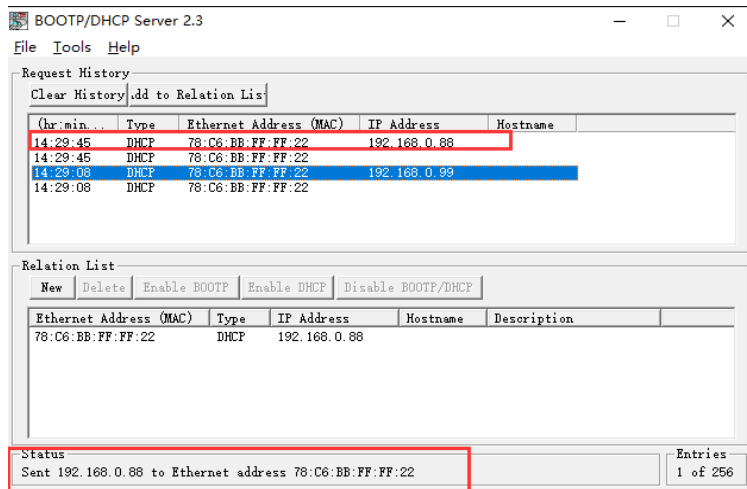 BOOTP/DHCP Server 2.3
File Tools Help
Request History
Clear History dd to Relation Lis
(hr:min... Type Ethernet Address (MAC) IP Address Hostname
14:29:45 DHCP 78:C6:BB:FF:FF:22 192.168.0.88
14:29:45 DHCP 78:C6:BB:FF:FF:22
14:29:08 DHCP 78:C6:BB:FF:FF:22 192.168.0.99
14:29:08 DHCP 78:C6:BB:FF:FF:22
Relation List
New Delete Enable BOOTP Enable DHCP Disable BOOTP/DHCP
Ethernet Address (MAC) Type IP Address Hostname Description
78:C6:BB:FF:FF:22 DHCP 192.168.0.88
Status Entries
Sent 192.168.0.88 to Ethernet address 78:C6:BB:FF:FF:22 1 of 256